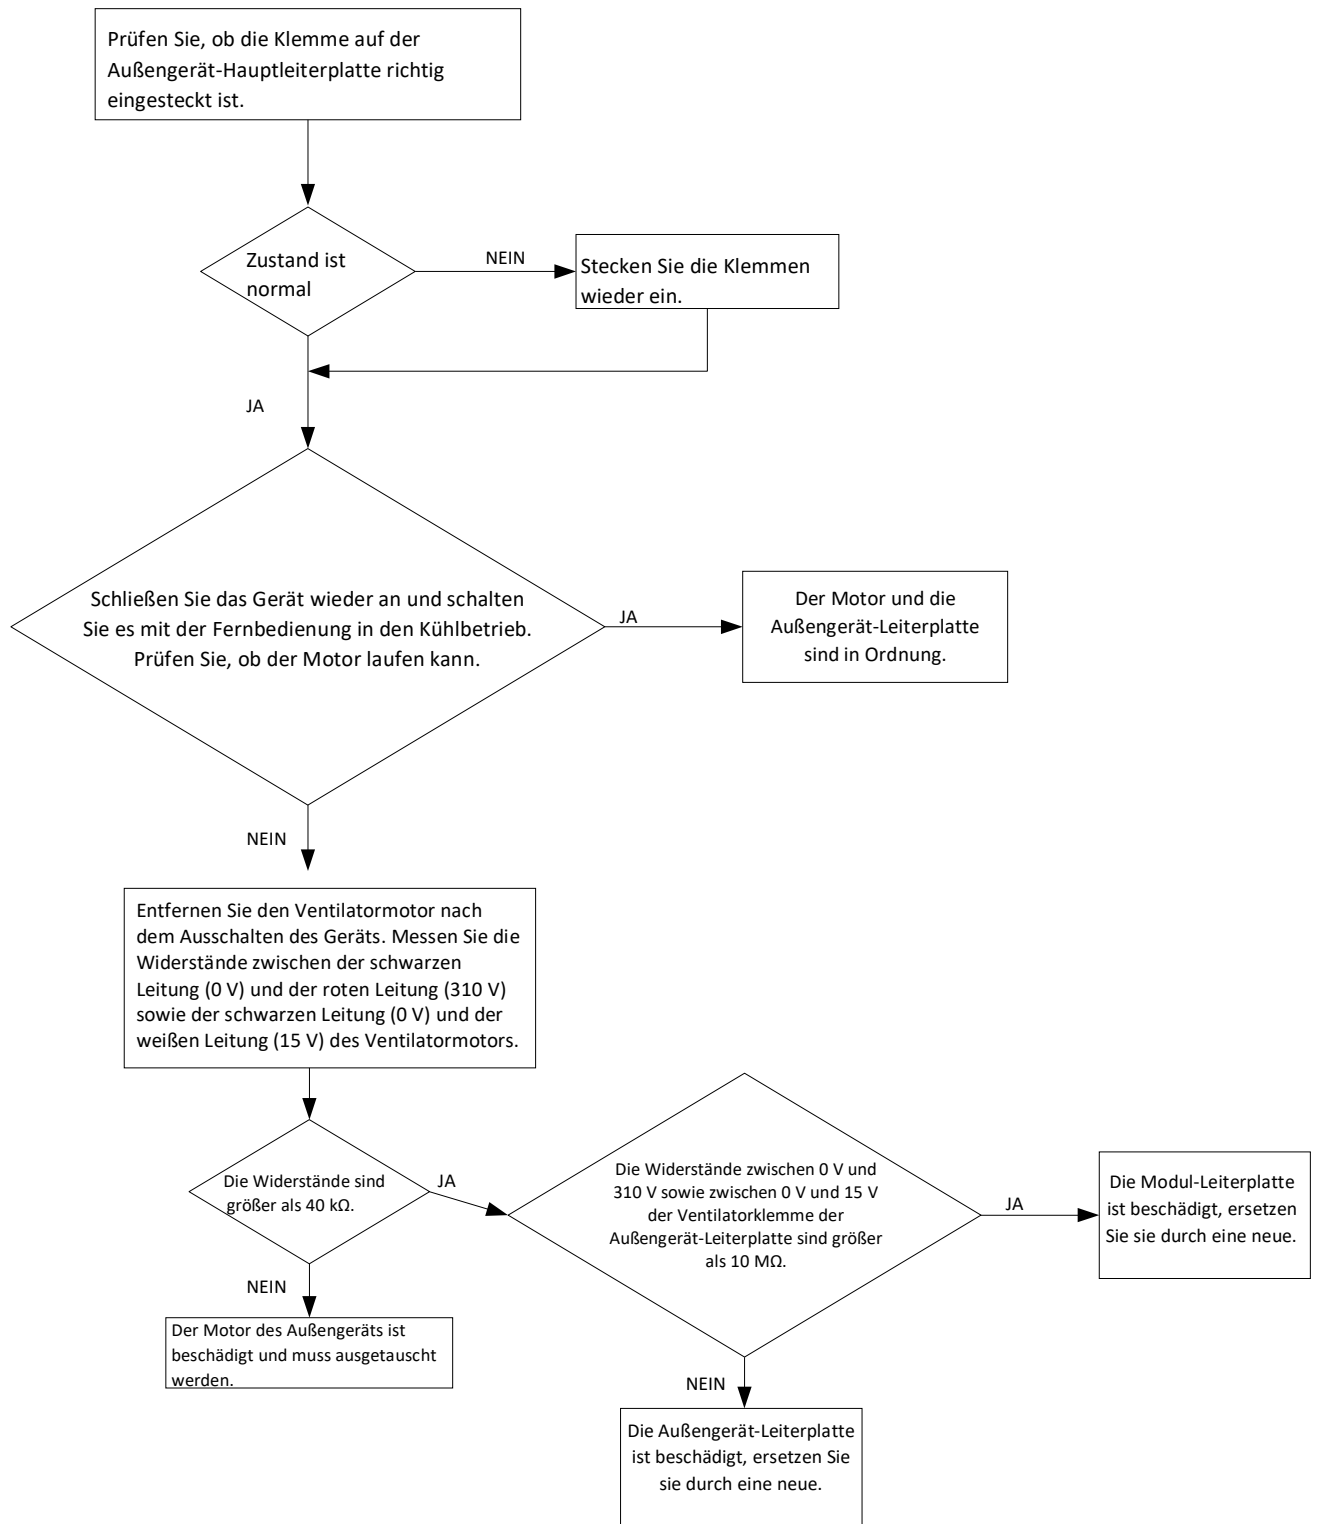 Prüfen Sie, ob die Klemme auf der
Außengerät-Hauptleiterplatte richtig
eingesteckt ist.
Zustand ist
normal
NEIN
Stecken Sie die Klemmen
wieder ein.
JA
Schließen Sie das Gerät wieder an und schalten
Sie es mit der Fernbedienung in den Kühlbetrieb.
Prüfen Sie, ob der Motor laufen kann.
JA
Der Motor und die
Außengerät-Leiterplatte
sind in Ordnung.
NEIN
Entfernen Sie den Ventilatormotor nach
dem Ausschalten des Geräts. Messen Sie die
Widerstände zwischen der schwarzen
Leitung (0 V) und der roten Leitung (310 V)
sowie der schwarzen Leitung (0 V) und der
weißen Leitung (15 V) des Ventilatormotors.
Die Widerstände sind
größer als 40 kΩ.
JA
Die Widerstände zwischen 0 V und
310 V sowie zwischen 0 V und 15 V
der Ventilatorklemme der
Außengerät-Leiterplatte sind größer
als 10 MΩ.
JA
Die Modul-Leiterplatte
ist beschädigt, ersetzen
Sie sie durch eine neue.
NEIN
Der Motor des Außengeräts ist
beschädigt und muss ausgetauscht
werden.
NEIN
Die Außengerät-Leiterplatte
ist beschädigt, ersetzen Sie
sie durch eine neue.